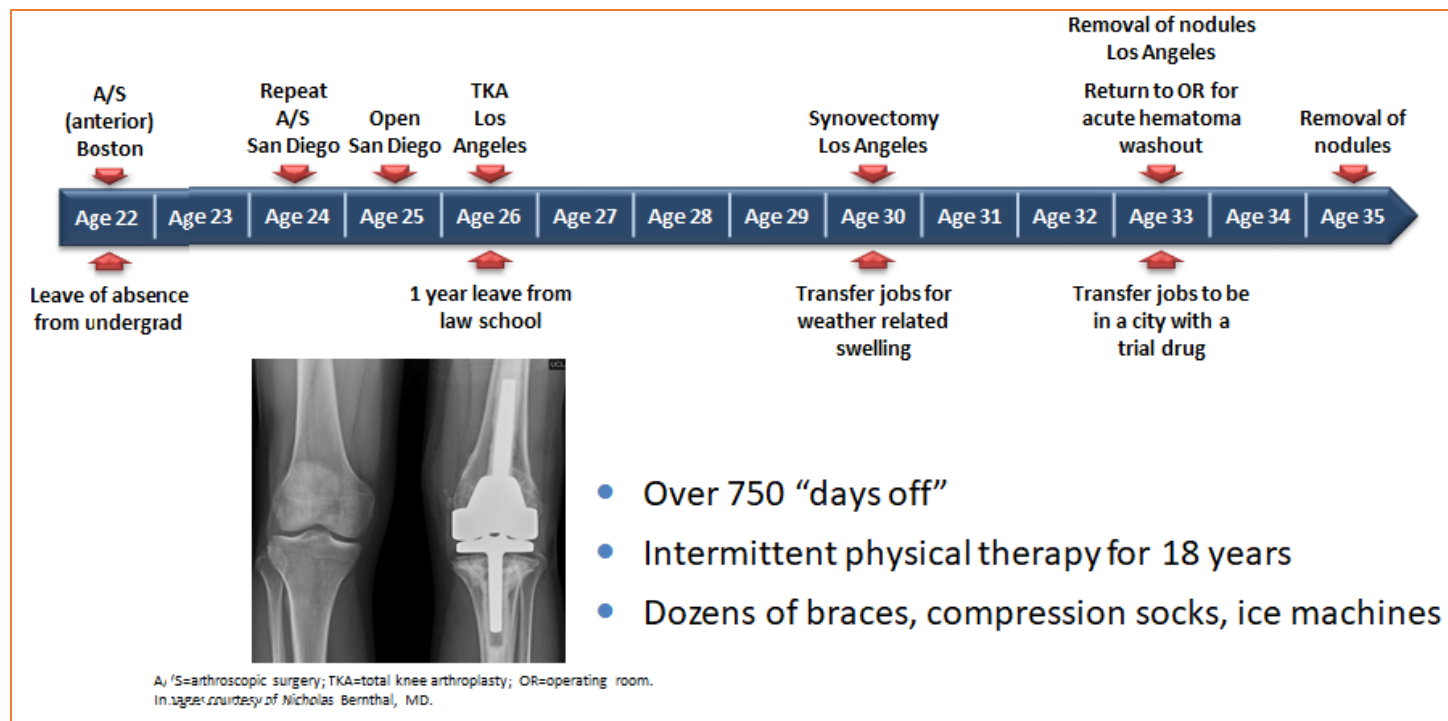 A/S
(anterior)
Boston
Repeat
A/S
San Diego
Open
San Diego
TKA
Los
Angeles
Synovectomy
Los Angeles
Removal of nodules
Los Angeles
Return to OR for
acute hematoma
washout
Removal of
nodules
Age 22 Age 23 Age 24 Age 25 Age 26 Age 27 Age 28 Age 29 Age 30 Age 31 Age 32 Age 33 Age 34 Age 35
Leave of absence
from undergrad
1 year leave from
law school
Transfer jobs for
weather related
swelling
Transfer jobs to be
in a city with a
trial drug
• Over 750 “days off”
• Intermittent physical therapy for 18 years
• Dozens of braces, compression socks, ice machines
A/S=arthroscopic surgery; TKA=total knee arthroplasty; OR=operating room.
Images courtesy of Nicholas Bernthal, MD.